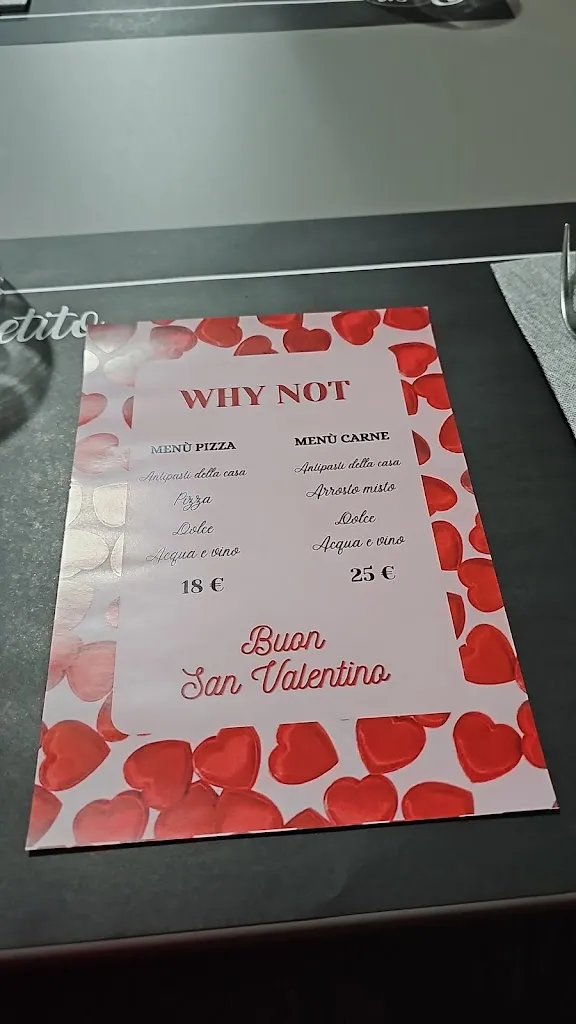 etito
WHY NOT
MENÙ PIZZA
Antipasti della casa
Pizza
Dolce
Acqua e vino
18 €
MENÙ CARNE
Antipasti della casa
Arrosto misto
Dolce
Acqua e vino
25 €
Buon
San Valentino